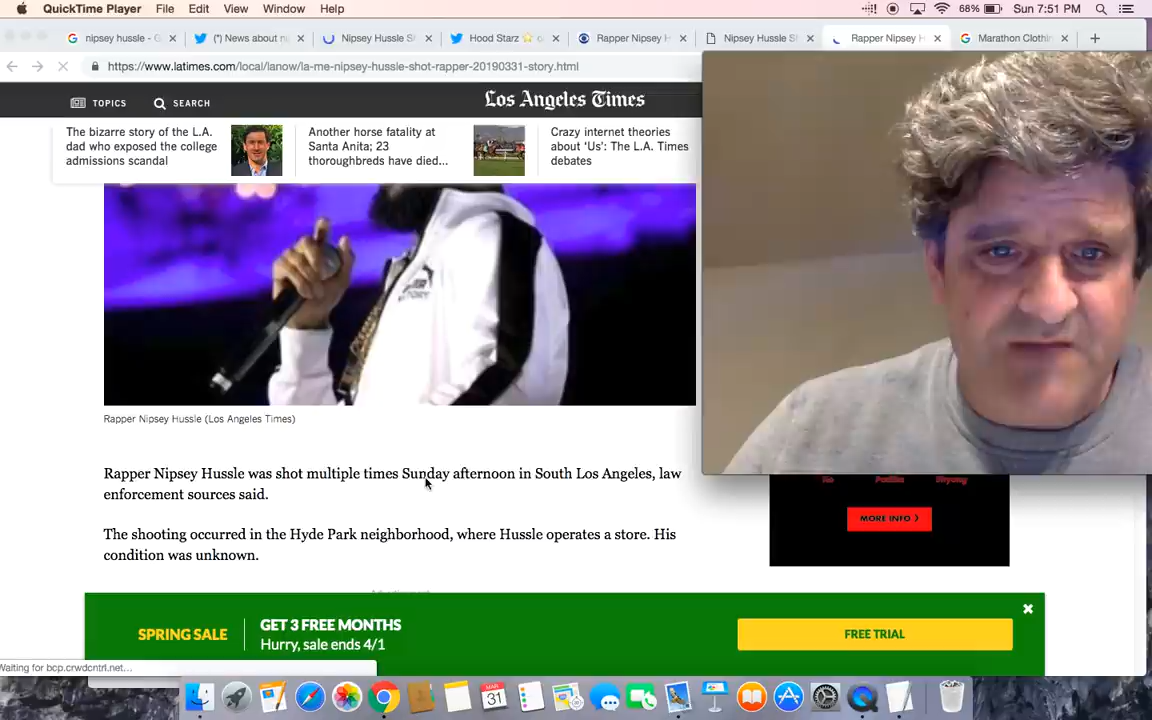 QuickTime Player File Edit View Window Help 68% Sun 7:51 PM
nipsey hussle - G (*) News about n Nipsey Hussle S Hood Starz Rapper Nipsey H Nipsey Hussle S Rapper Nipsey H Marathon Clothin
https://www.latimes.com/local/lanow/la-me-nipsey-hussle-shot-rapper-20190331-story.html
TOPICS SEARCH Los Angeles Times
The bizarre story of the L.A.
dad who exposed the college
admissions scandal
Another horse fatality at
Santa Anita; 23
thoroughbreds have died...
Crazy internet theories
about ‘Us’: The L.A. Times
debates
Rapper Nipsey Hussle (Los Angeles Times)
Rapper Nipsey Hussle was shot multiple times Sunday afternoon in South Los Angeles, law
enforcement sources said.
The shooting occurred in the Hyde Park neighborhood, where Hussle operates a store. His
condition was unknown.
MORE INFO
Advertisement
SPRING SALE
GET 3 FREE MONTHS
Hurry, sale ends 4/1
FREE TRIAL
Waiting for bcp.crwdcntrl.net...
MAR
31